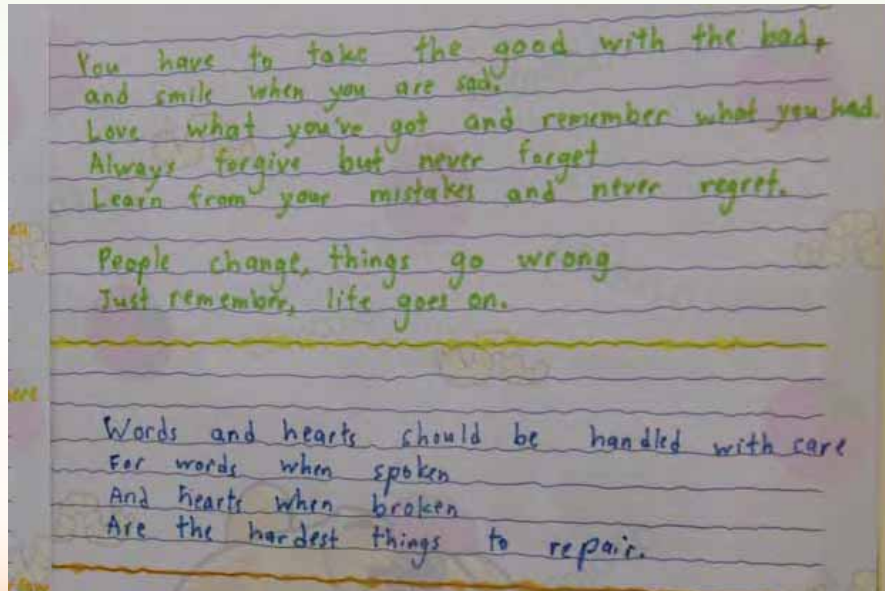 You have to take the good with the bad,
and smile when you are sad.
Love what you've got and remember what you had.
Always forgive but never forget
Learn from your mistakes and never regret.
People change, things go wrong
Just remember, life goes on.
Words and hearts should be handled with care
For words when spoken
And hearts when broken
Are the hardest things to repair.